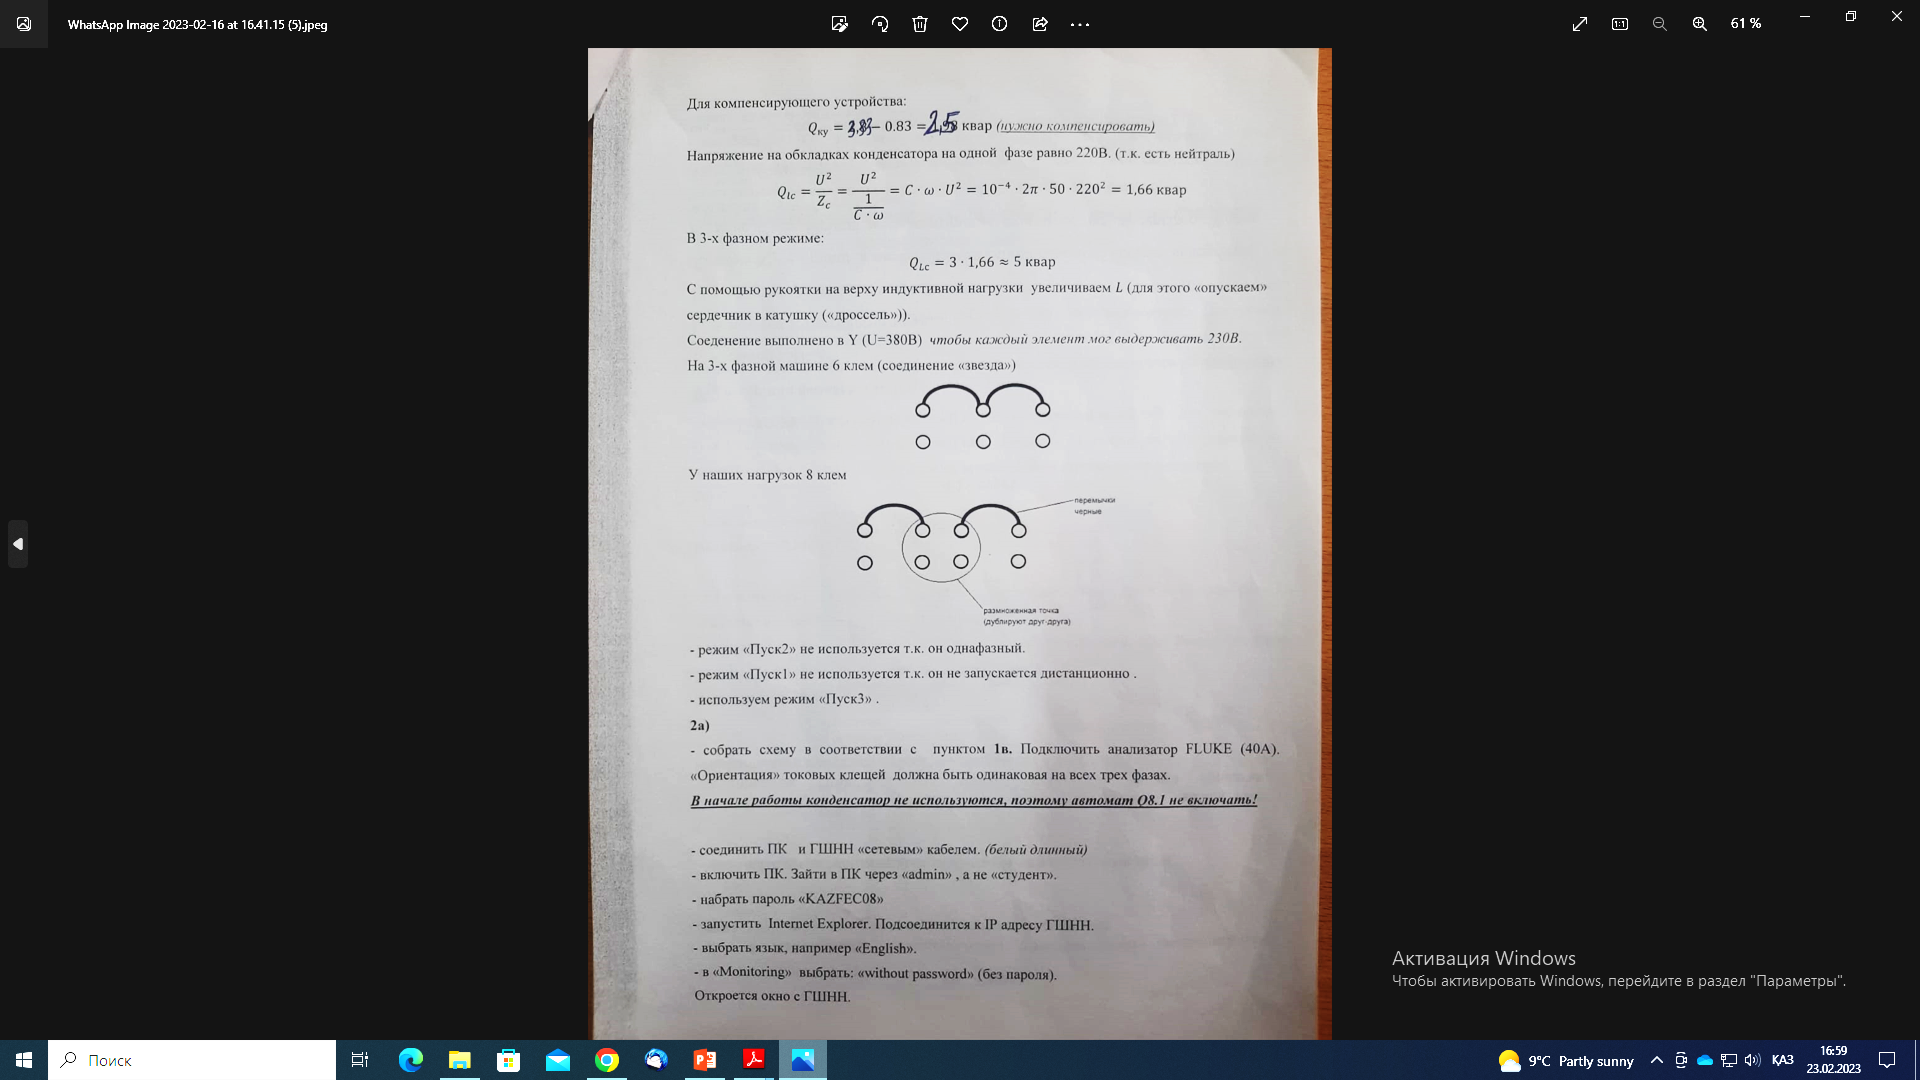 WhatsApp Image 2023-02-16 at 16.41.15 (5).jpeg
61 %
Для компенсирующего устройства:
Qку = 3,33 − 0.83 = 2,5 квар (нужно компенсировать)
Напряжение на обкладках конденсатора на одной фазе равно 220В. (т.к. есть нейтраль)
Q1c = U²/Zc = U²/(1/(C · ω)) = C · ω · U² = 10⁻⁴ · 2π · 50 · 220² = 1,66 квар
В 3-х фазном режиме:
QLc = 3 · 1,66 ≈ 5 квар
С помощью рукоятки на верху индуктивной нагрузки увеличиваем L (для этого «опускаем»
сердечник в катушку («дроссель»)).
Соеденение выполнено в Y (U=380В) чтобы каждый элемент мог выдерживать 230В.
На 3-х фазной машине 6 клем (соединение «звезда»)
У наших нагрузок 8 клем
перемычки
черные
размноженная точка
(дублируют друг-друга)
- режим «Пуск2» не используется т.к. он однафазный.
- режим «Пуск1» не используется т.к. он не запускается дистанционно .
- используем режим «Пуск3» .
2а)
- собрать схему в соответствии с пунктом 1в. Подключить анализатор FLUKE (40А).
«Ориентация» токовых клещей должна быть одинаковая на всех трех фазах.
В начале работы конденсатор не используются, поэтому автомат Q8.1 не включать!
- соединить ПК и ГШНН «сетевым» кабелем. (белый длинный)
- включить ПК. Зайти в ПК через «admin» , а не «студент».
- набрать пароль «KAZFEC08»
- запустить Internet Explorer. Подсоединится к IP адресу ГШНН.
- выбрать язык, например «English».
- в «Monitoring» выбрать: «without password» (без пароля).
Откроется окно с ГШНН.
Активация Windows
Чтобы активировать Windows, перейдите в раздел "Параметры".
Поиск
9°C Partly sunny
ҚАЗ
16:59
23.02.2023